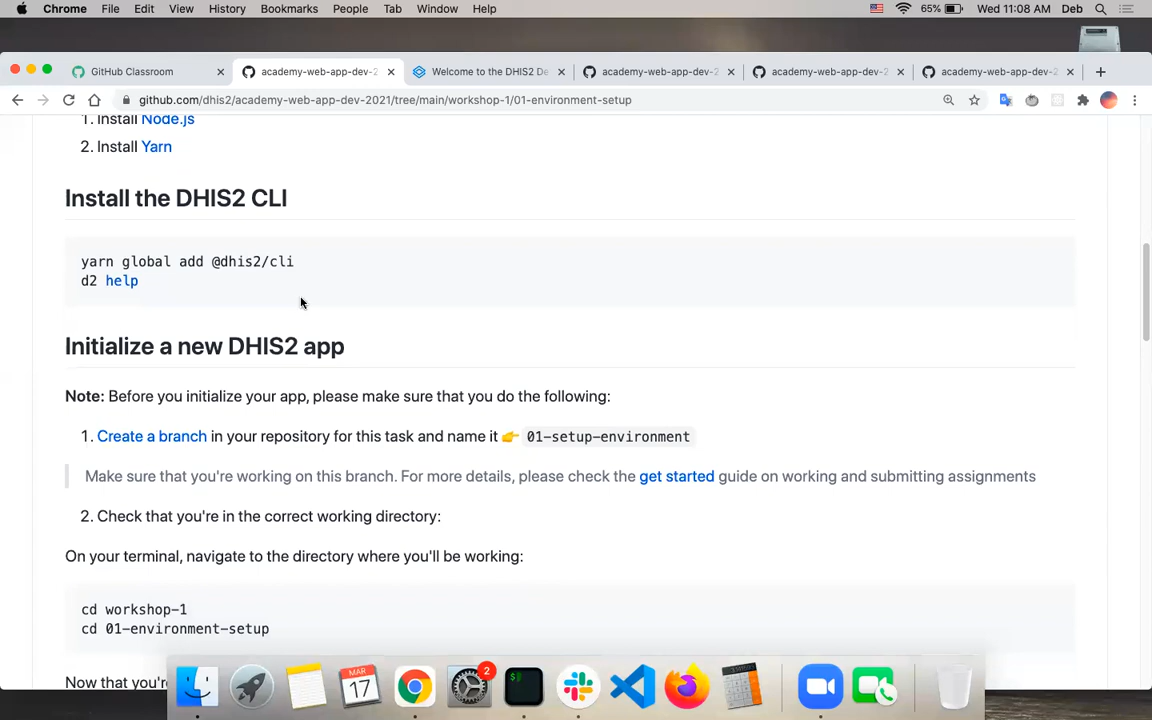 Chrome File Edit View History Bookmarks People Tab Window Help 65% Wed 11:08 AM Deb
GitHub Classroom academy-web-app-dev-2 Welcome to the DHIS2 De academy-web-app-dev-2 academy-web-app-dev-2 academy-web-app-dev-2
github.com/dhis2/academy-web-app-dev-2021/tree/main/workshop-1/01-environment-setup
1. Install Node.js
2. Install Yarn
Install the DHIS2 CLI
yarn global add @dhis2/cli
d2 help
Initialize a new DHIS2 app
Note: Before you initialize your app, please make sure that you do the following:
1. Create a branch in your repository for this task and name it 👉 01-setup-environment
Make sure that you're working on this branch. For more details, please check the get started guide on working and submitting assignments
2. Check that you're in the correct working directory:
On your terminal, navigate to the directory where you'll be working:
cd workshop-1
cd 01-environment-setup
Now that you're
MAR
17
2
$